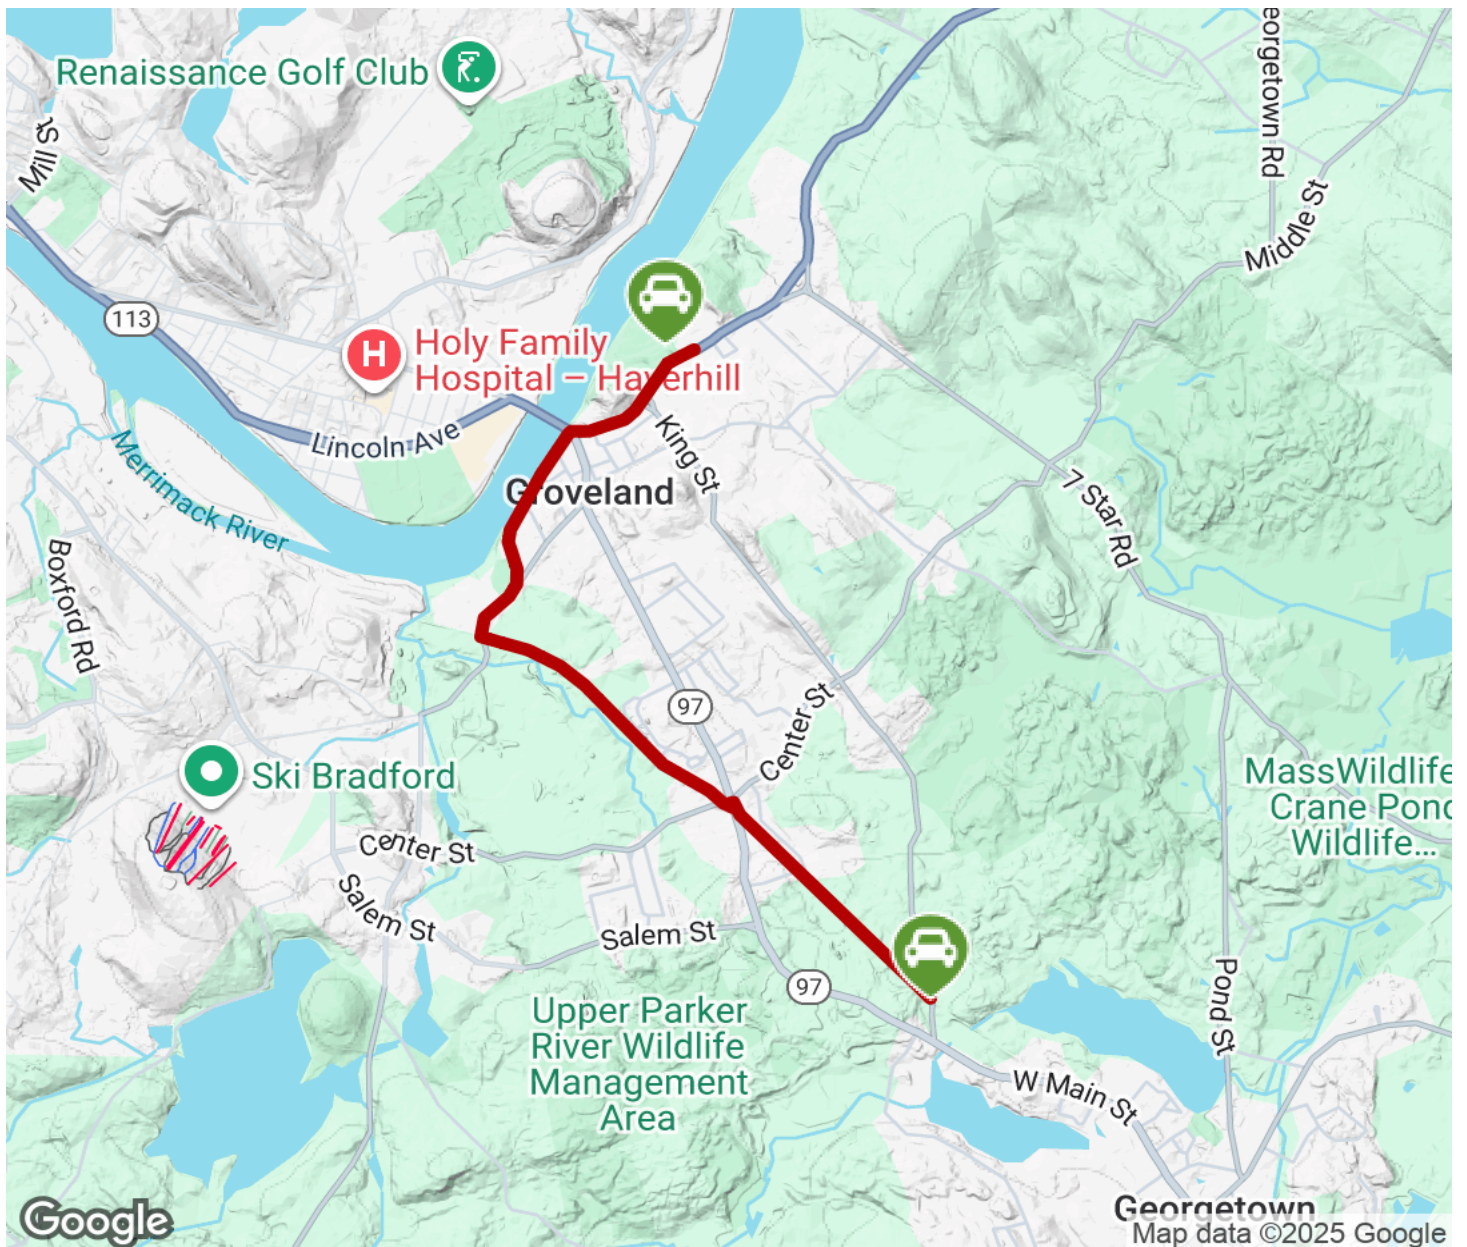 Renaissance Golf Club
eorgetown Rd
Mill St
Middle St
113
H
Holy Family
Hospital – Haverhill
Lincoln Ave
King St
Merrimack River
Groveland
7 Star Rd
Boxford Rd
97
Center St
Ski Bradford
MassWildlife
Crane Pond
Wildlife...
Center St
Salem St
Salem St
97
Pond St
Upper Parker
River Wildlife
Management
Area
W Main St
Georgetown
Google
Map data ©2025 Google